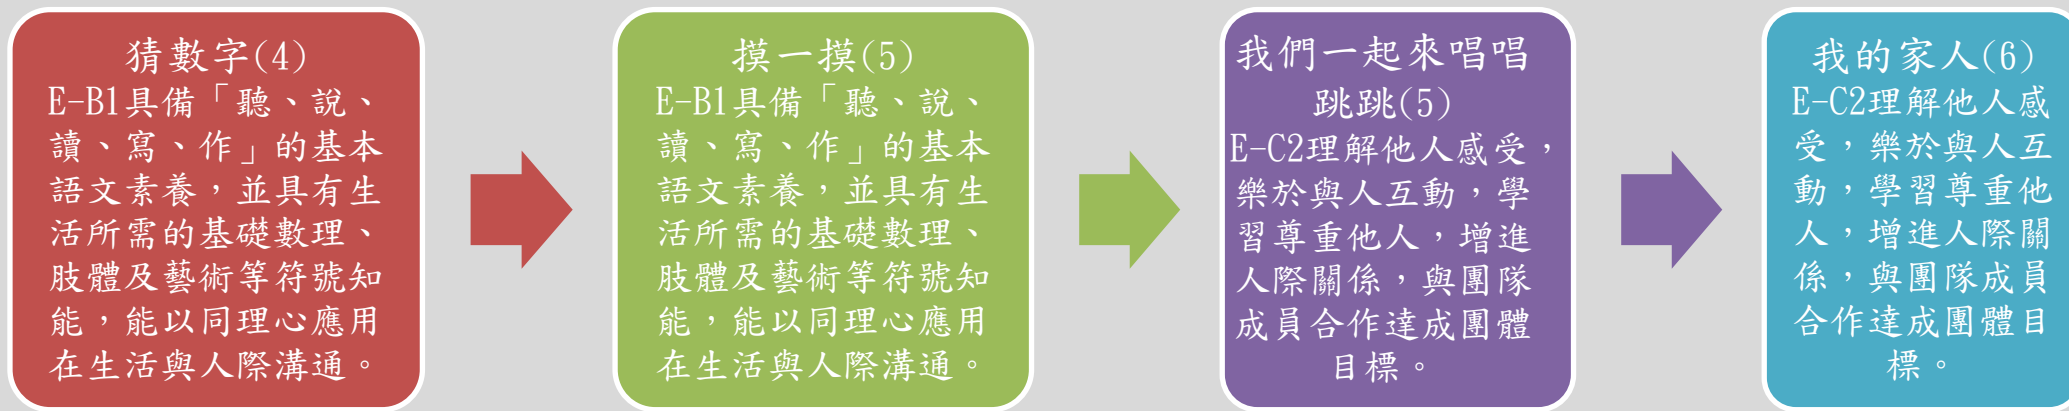 猜數字(4)
E-B1具備「聽、說、
讀、寫、作」的基本
語文素養，並具有生
活所需的基礎數理、
肢體及藝術等符號知
能，能以同理心應用
在生活與人際溝通。
摸一摸(5)
E-B1具備「聽、說、
讀、寫、作」的基本
語文素養，並具有生
活所需的基礎數理、
肢體及藝術等符號知
能，能以同理心應用
在生活與人際溝通。
我們一起來唱唱
跳跳(5)
E-C2理解他人感受，
樂於與人互動，學
習尊重他人，增進
人際關係，與團隊
成員合作達成團體
目標。
我的家人(6)
E-C2理解他人感
受，樂於與人互
動，學習尊重他
人，增進人際關
係，與團隊成員
合作達成團體目
標。